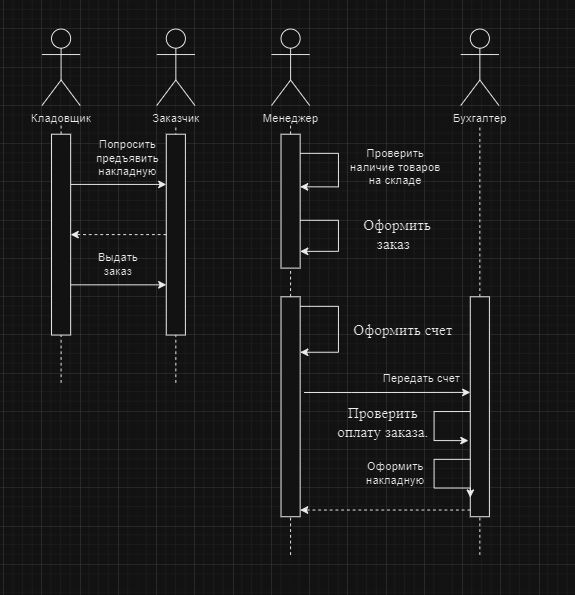 Кладовщик
Заказчик
Менеджер
Бухгалтер
Попросить
предъявить
накладную
Проверить
наличие товаров
на складе
Оформить
заказ
Выдать
заказ
Оформить счет
Передать счет
Проверить
оплату заказа.
Оформить
накладную